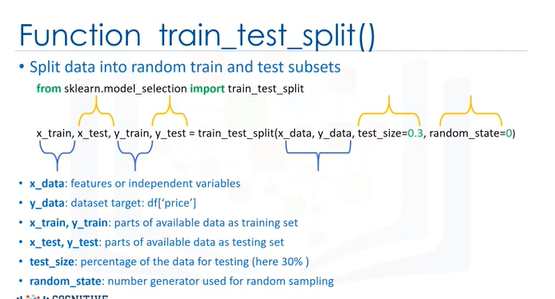 Function train_test_split()
• Split data into random train and test subsets
from sklearn.model_selection import train_test_split
x_train, x_test, y_train, y_test = train_test_split(x_data, y_data, test_size=0.3, random_state=0)
• x_data: features or independent variables
• y_data: dataset target: df['price']
• x_train, y_train: parts of available data as training set
• x_test, y_test: parts of available data as testing set
• test_size: percentage of the data for testing (here 30% )
• random_state: number generator used for random sampling
COGNITIVE